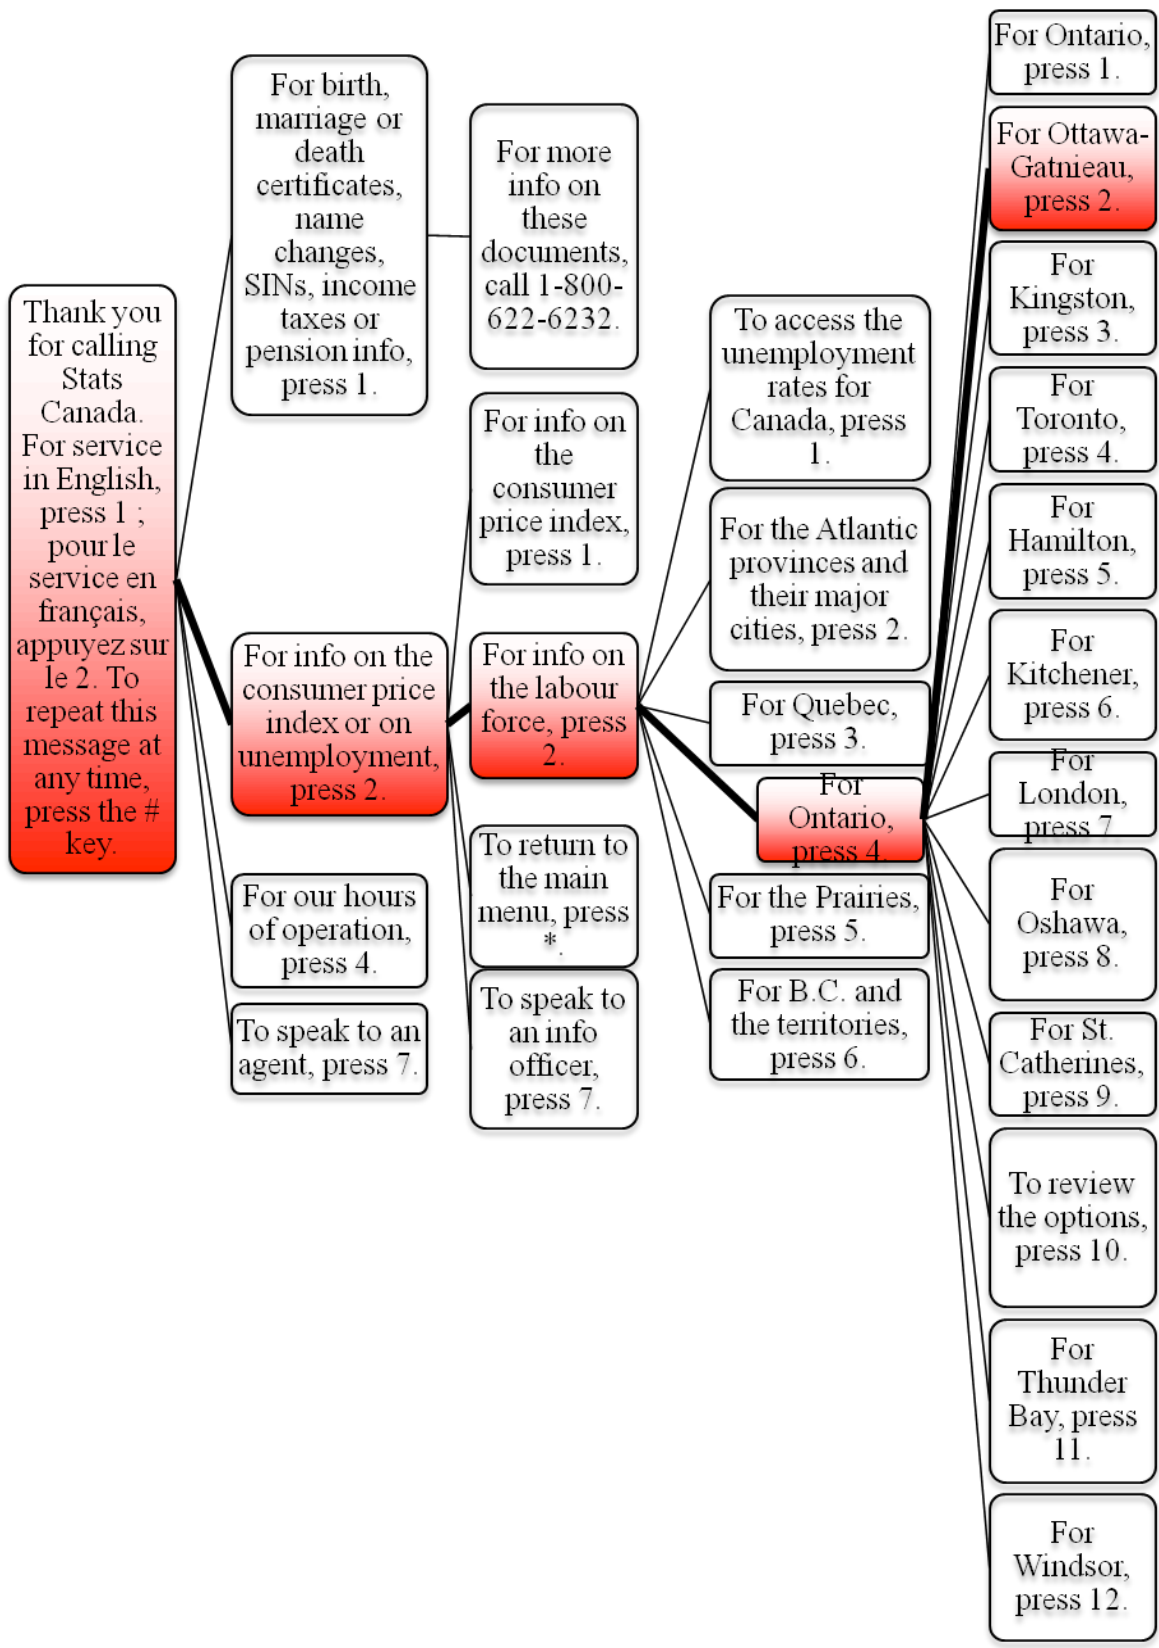 Thank you
for calling
Stats
Canada.
For service
in English,
press 1 ;
pour le
service en
français,
appuyez sur
le 2. To
repeat this
message at
any time,
press the #
key.
For birth,
marriage or
death
certificates,
name
changes,
SINs, income
taxes or
pension info,
press 1.
For info on the
consumer price
index or on
unemployment,
press 2.
For our hours
of operation,
press 4.
To speak to an
agent, press 7.
For more
info on
these
documents,
call 1-800-
622-6232.
For info on
the
consumer
price index,
press 1.
For info on
the labour
force, press
2.
To return to
the main
menu, press
*.
To speak to
an info
officer,
press 7.
To access the
unemployment
rates for
Canada, press
1.
For the Atlantic
provinces and
their major
cities, press 2.
For Quebec,
press 3.
For
Ontario,
press 4.
For the Prairies,
press 5.
For B.C. and
the territories,
press 6.
For Ontario,
press 1.
For Ottawa-
Gatnieau,
press 2.
For
Kingston,
press 3.
For
Toronto,
press 4.
For
Hamilton,
press 5.
For
Kitchener,
press 6.
For
London,
press 7.
For
Oshawa,
press 8.
For St.
Catherines,
press 9.
To review
the options,
press 10.
For
Thunder
Bay, press
11.
For
Windsor,
press 12.